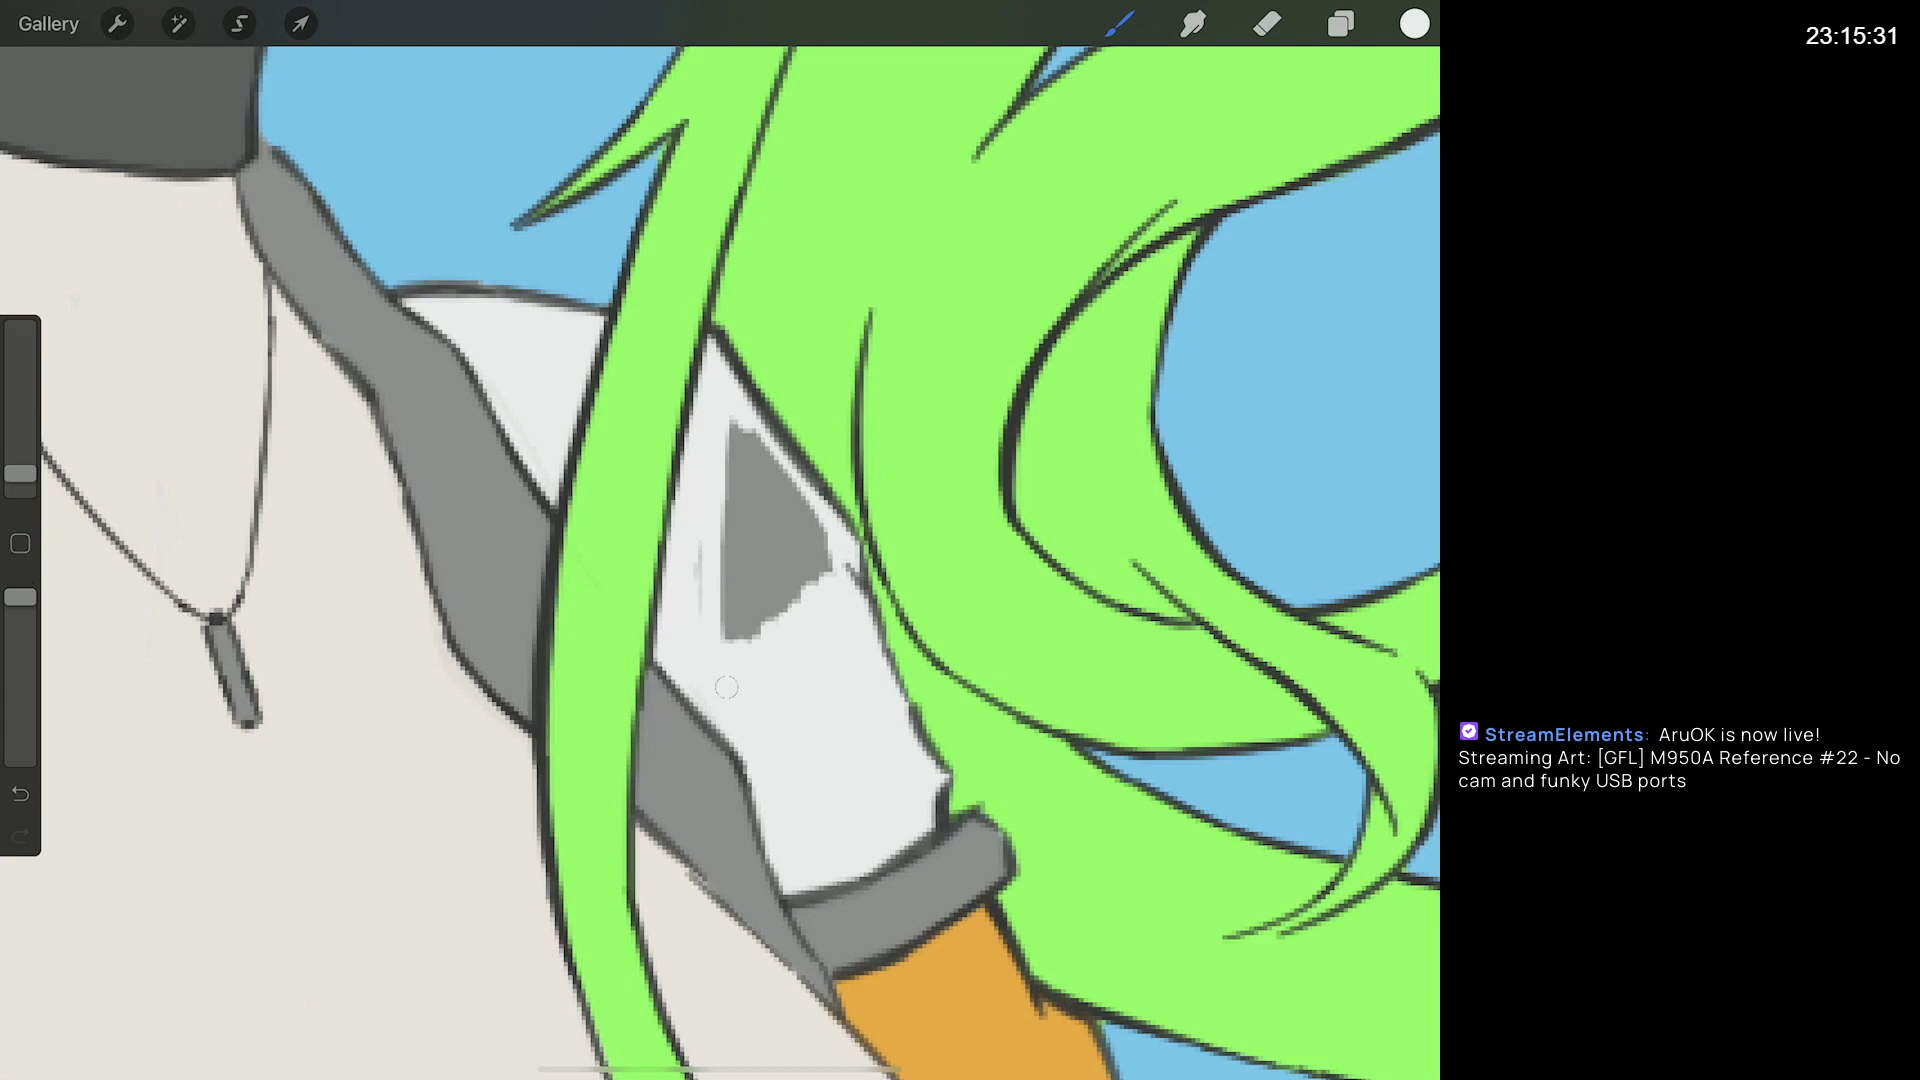 Gallery
23:15:31
StreamElements: AruOK is now live!
Streaming Art: [GFL] M950A Reference #22 - No
cam and funky USB ports